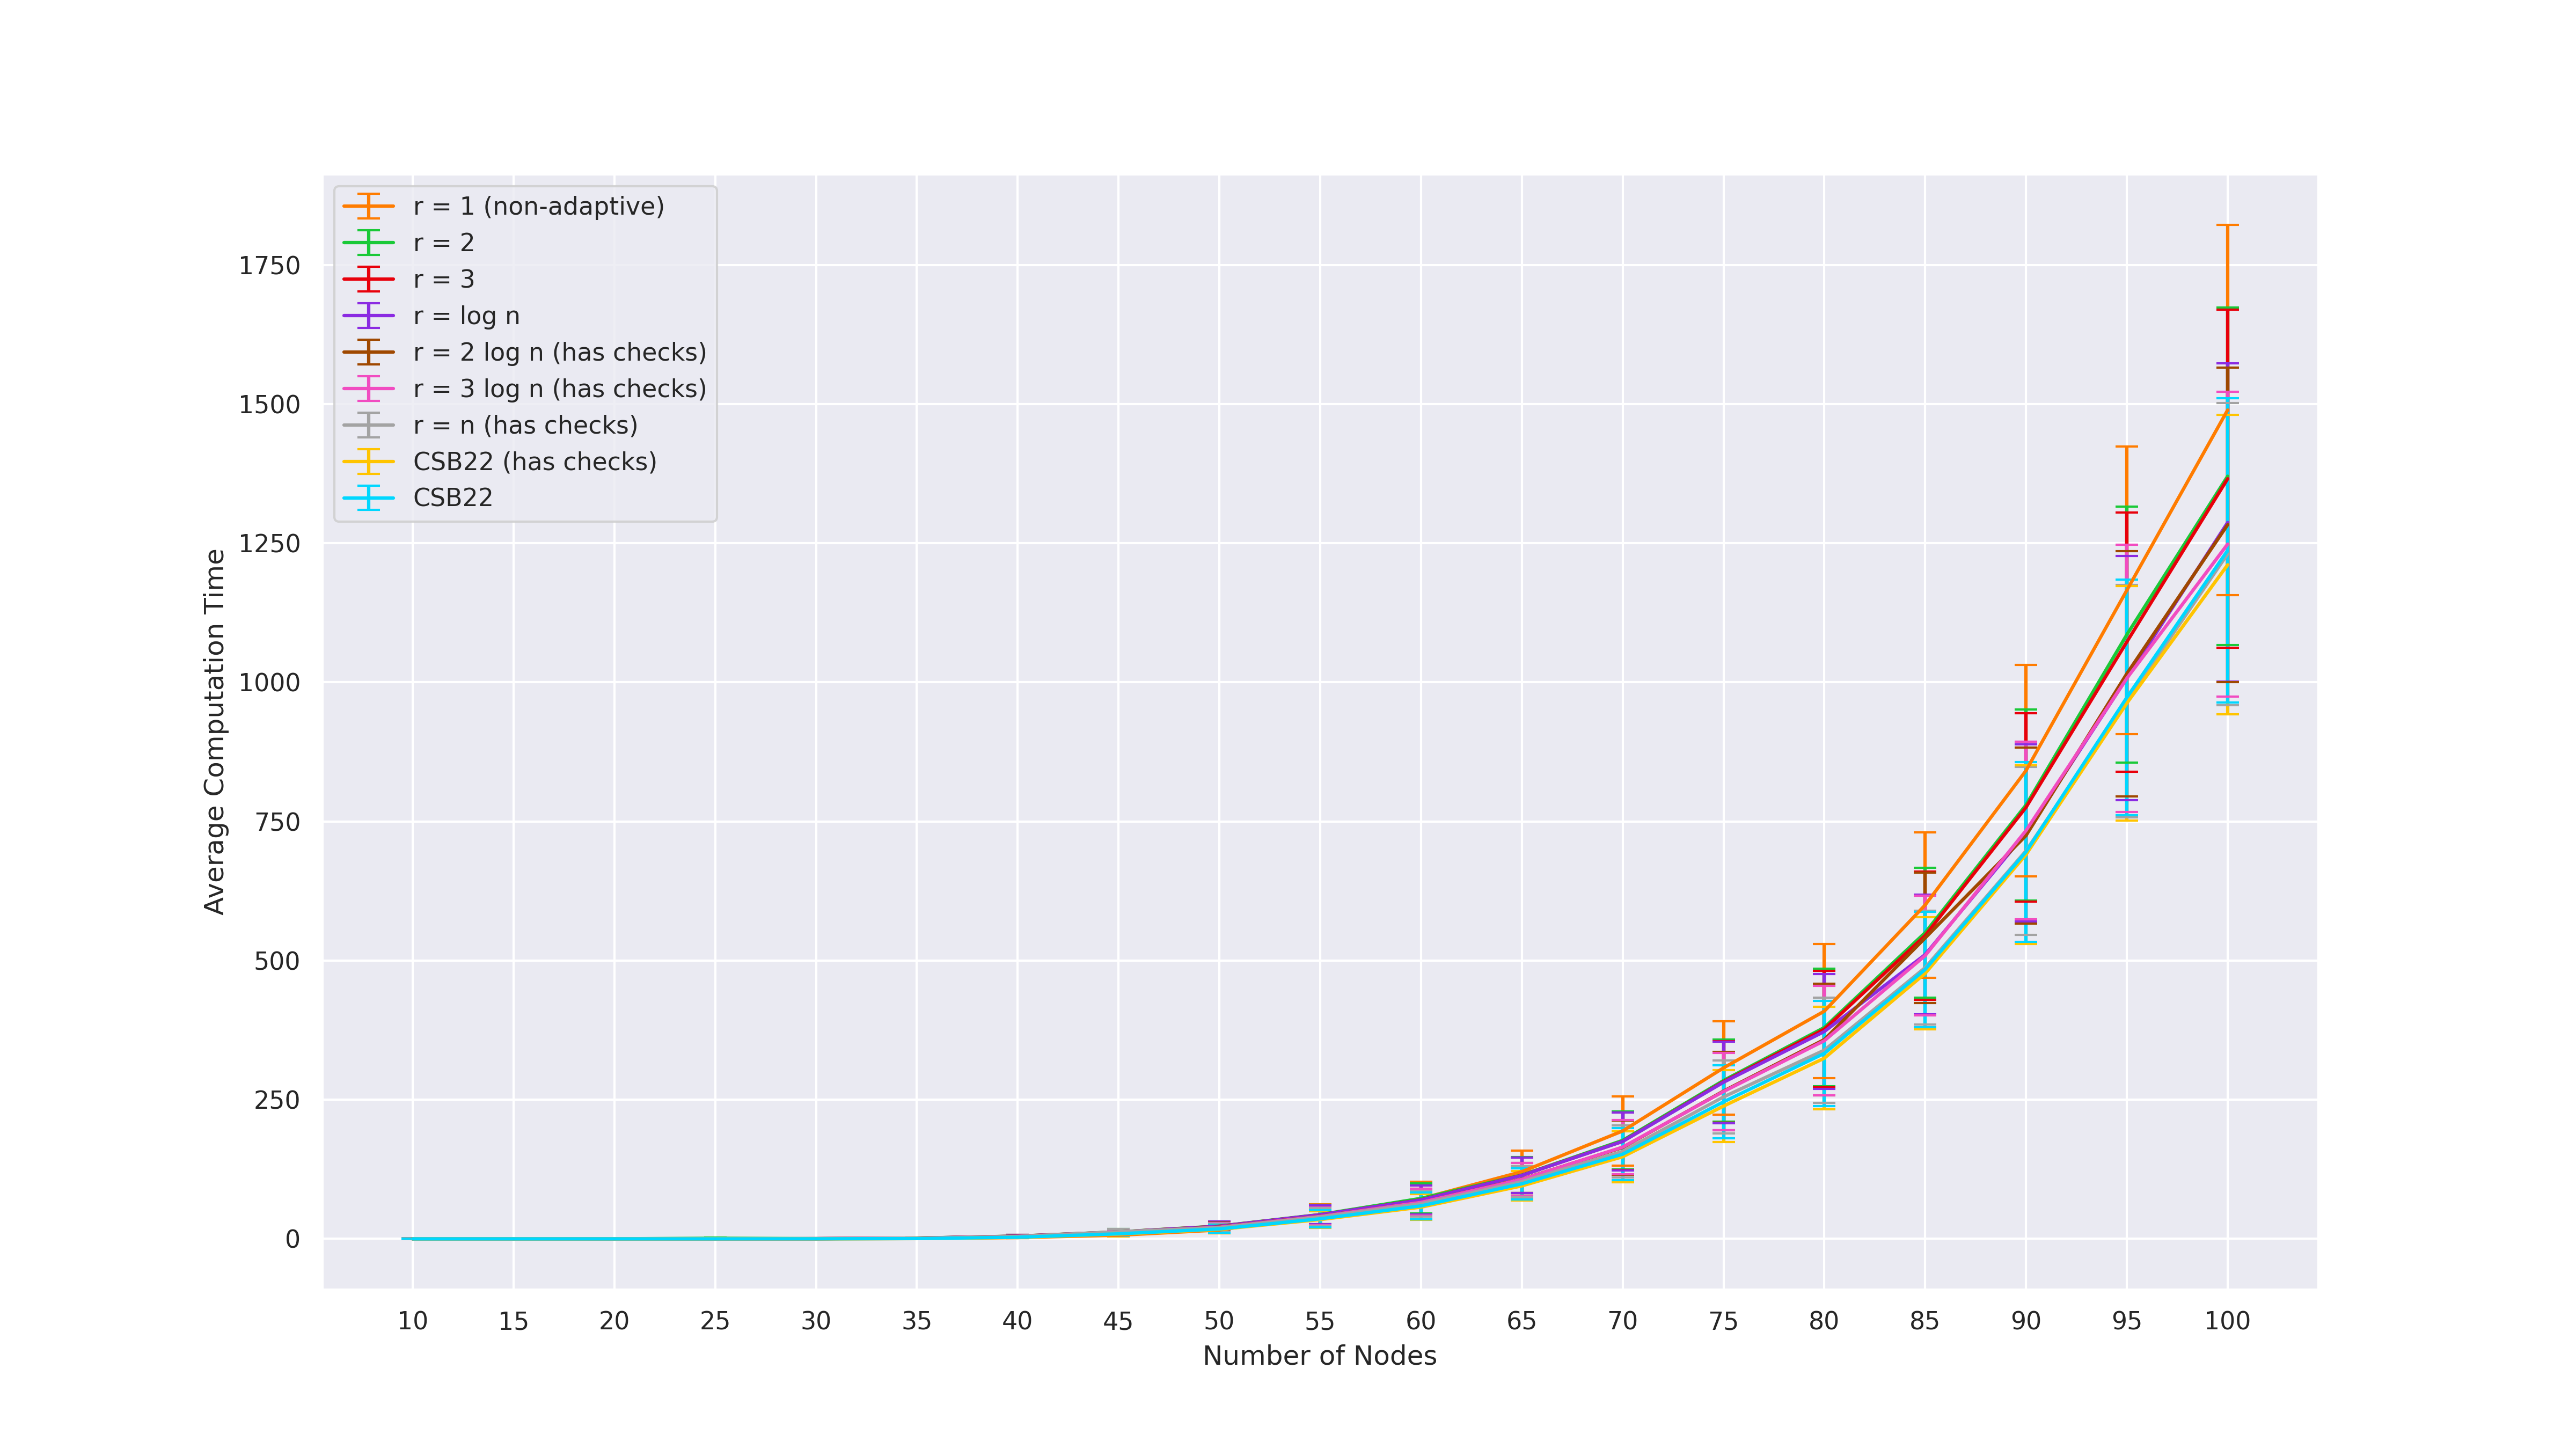 r = 1 (non-adaptive)
r = 2
r = 3
r = log n
r = 2 log n (has checks)
r = 3 log n (has checks)
r = n (has checks)
CSB22 (has checks)
CSB22
1750
1500
1250
1000
750
500
250
0
Average Computation Time
10 15 20 25 30 35 40 45 50 55 60 65 70 75 80 85 90 95 100
Number of Nodes